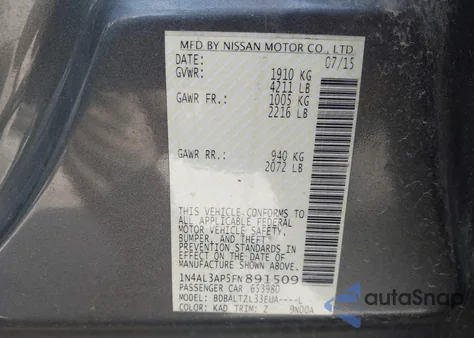 MFD BY NISSAN MOTOR CO., LTD
DATE: 07/15
GVWR: 1910 KG
4211 LB
GAWR FR.: 1005 KG
2216 LB
GAWR RR.: 940 KG
2072 LB
THIS VEHICLE CONFORMS TO
ALL APPLICABLE FEDERAL
MOTOR VEHICLE SAFETY,
BUMPER, AND THEFT
PREVENTION STANDARDS IN
EFFECT ON THE DATE OF
MANUFACTURE SHOWN ABOVE.
1N4AL3AP5FN891509
PASSENGER CAR 653980
MODEL: BDBALTZL33EUA----L
COLOR: KAD TRIM: Z 9N00A
autoSnap